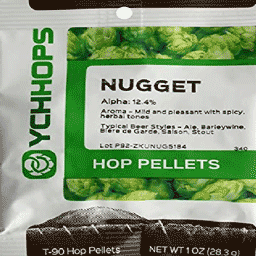 YCHHOPS
NUGGET
Alpha: 12.4%
Aroma - Mild and pleasant with spicy,
herbal tones
Typical Beer Styles - Ale, Barleywine,
Biere de Garde, Saison, Stout
Lot: P92-ZKUNUG5184
340
HOP PELLETS
T-90 Hop Pellets
NET WT 1 OZ (28.3 g)